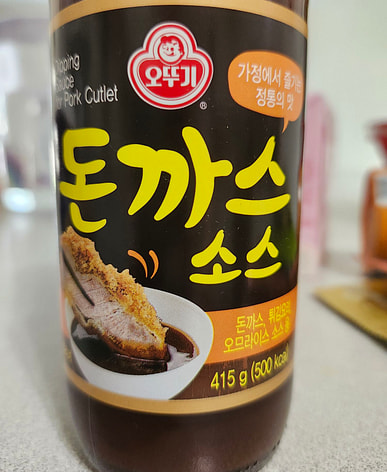 Dipping
Sauce
for Pork Cutlet
오뚜기
®
가정에서 즐기는
정통의 맛
돈까스
소스
돈까스, 튀김요리,
오므라이스 소스
415 g (500 kcal)